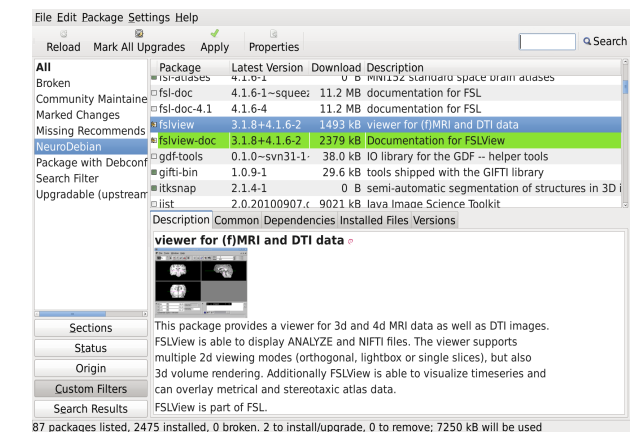 File Edit Package Settings Help
Reload Mark All Upgrades Apply Properties
Search
All
Broken
Community Maintaine
Marked Changes
Missing Recommends
NeuroDebian
Package with Debconf
Search Filter
Upgradable (upstream
Package Latest Version Download Description
fsl-atlases 4.1.6-1 0 B MNI152 standard space brain atlases
fsl-doc 4.1.6-1~squeez 11.2 MB documentation for FSL
fsl-doc-4.1 4.1.6-4 11.2 MB documentation for FSL
fslview 3.1.8+4.1.6-2 1493 kB viewer for (f)MRI and DTI data
fslview-doc 3.1.8+4.1.6-2 2379 kB Documentation for FSLView
gdf-tools 0.1.0~svn31-1- 38.0 kB IO library for the GDF -- helper tools
gifti-bin 1.0.9-1 29.6 kB tools shipped with the GIFTI library
itksnap 2.1.4-1 0 B semi-automatic segmentation of structures in 3D i
jist 2.0.20100907.c 9021 kB Java Image Science Toolkit
Description Common Dependencies Installed Files Versions
viewer for (f)MRI and DTI data
This package provides a viewer for 3d and 4d MRI data as well as DTI images.
FSLView is able to display ANALYZE and NIFTI files. The viewer supports
multiple 2d viewing modes (orthogonal, lightbox or single slices), but also
3d volume rendering. Additionally FSLView is able to visualize timeseries and
can overlay metrical and stereotaxic atlas data.
FSLView is part of FSL.
Sections
Status
Origin
Custom Filters
Search Results
87 packages listed, 2475 installed, 0 broken. 2 to install/upgrade, 0 to remove; 7250 kB will be used